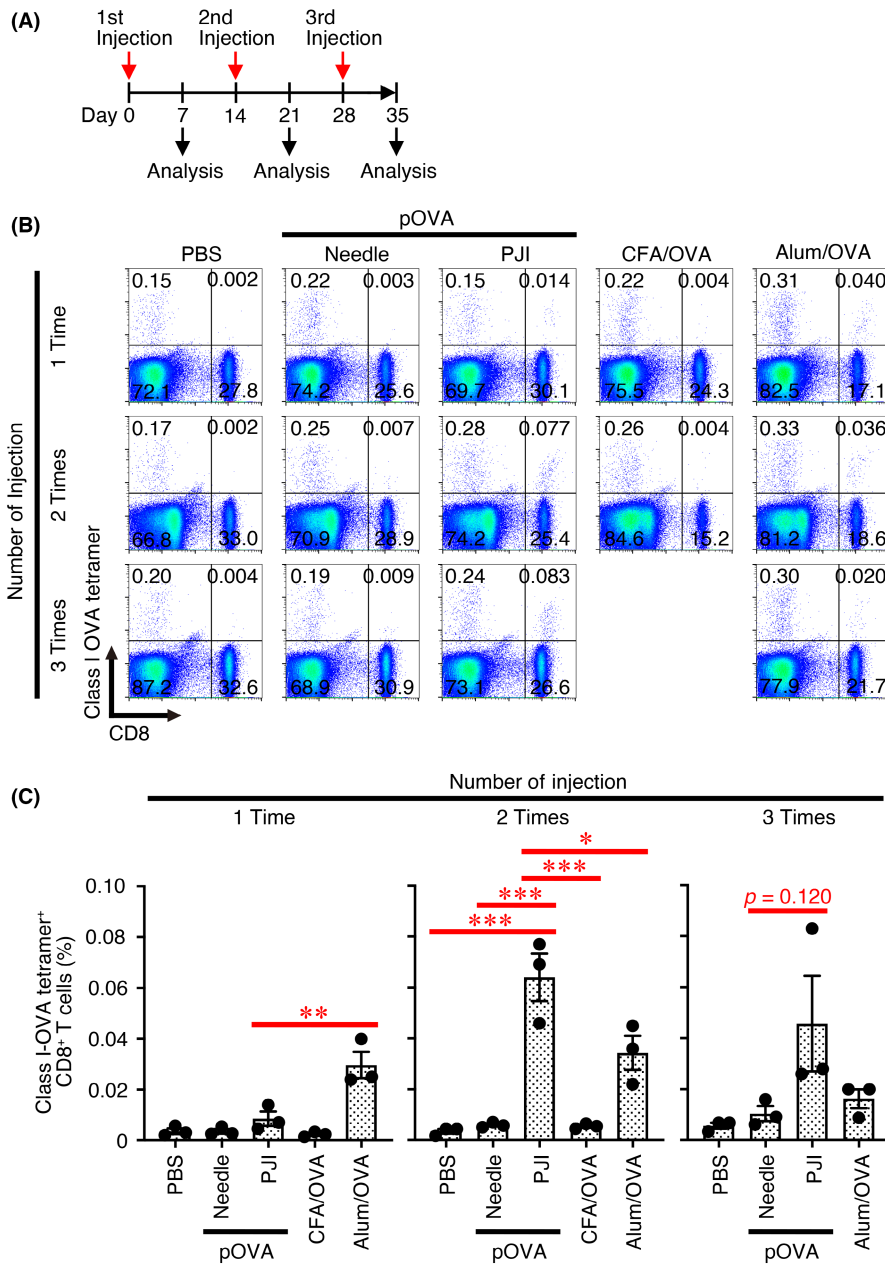 (A)
1st
Injection
2nd
Injection
3rd
Injection
Day 0 7 14 21 28 35
Analysis Analysis Analysis
(B)
pOVA
PBS Needle PJI CFA/OVA Alum/OVA
Number of Injection
1 Time
0.15 0.002 0.22 0.003 0.15 0.014 0.22 0.004 0.31 0.040
72.1 27.8 74.2 25.6 69.7 30.1 75.5 24.3 82.5 17.1
2 Times
0.17 0.002 0.25 0.007 0.28 0.077 0.26 0.004 0.33 0.036
66.8 33.0 70.9 28.9 74.2 25.4 84.6 15.2 81.2 18.6
3 Times
0.20 0.004 0.19 0.009 0.24 0.083 0.30 0.020
87.2 32.6 68.9 30.9 73.1 26.6 77.9 21.7
Class I OVA tetramer
CD8
(C)
Number of injection
1 Time 2 Times 3 Times
Class I-OVA tetramer⁺
CD8⁺ T cells (%)
0.10
0.08
0.06
0.04
0.02
0
**
*
***
***
***
p = 0.120
PBS Needle PJI CFA/OVA Alum/OVA PBS Needle PJI CFA/OVA Alum/OVA PBS Needle PJI Alum/OVA
pOVA pOVA pOVA